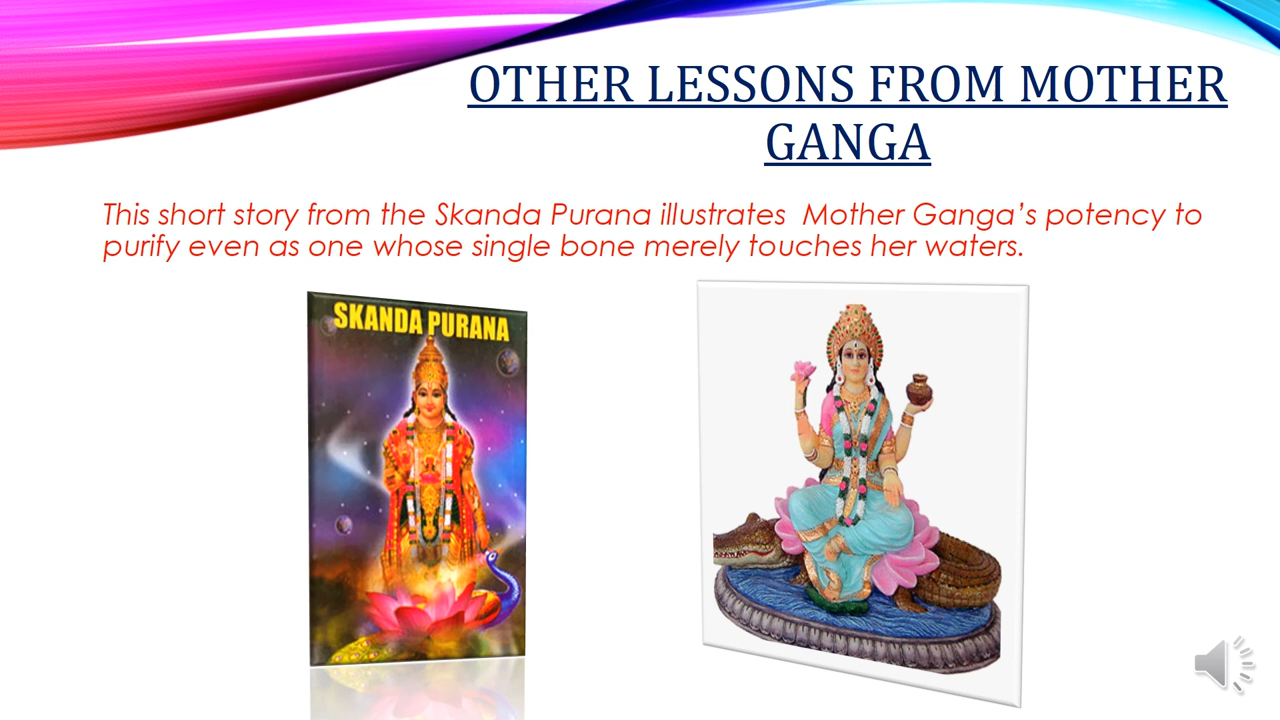 OTHER LESSONS FROM MOTHER
GANGA
This short story from the Skanda Purana illustrates  Mother Ganga’s potency to
purify even as one whose single bone merely touches her waters.
SKANDA PURANA